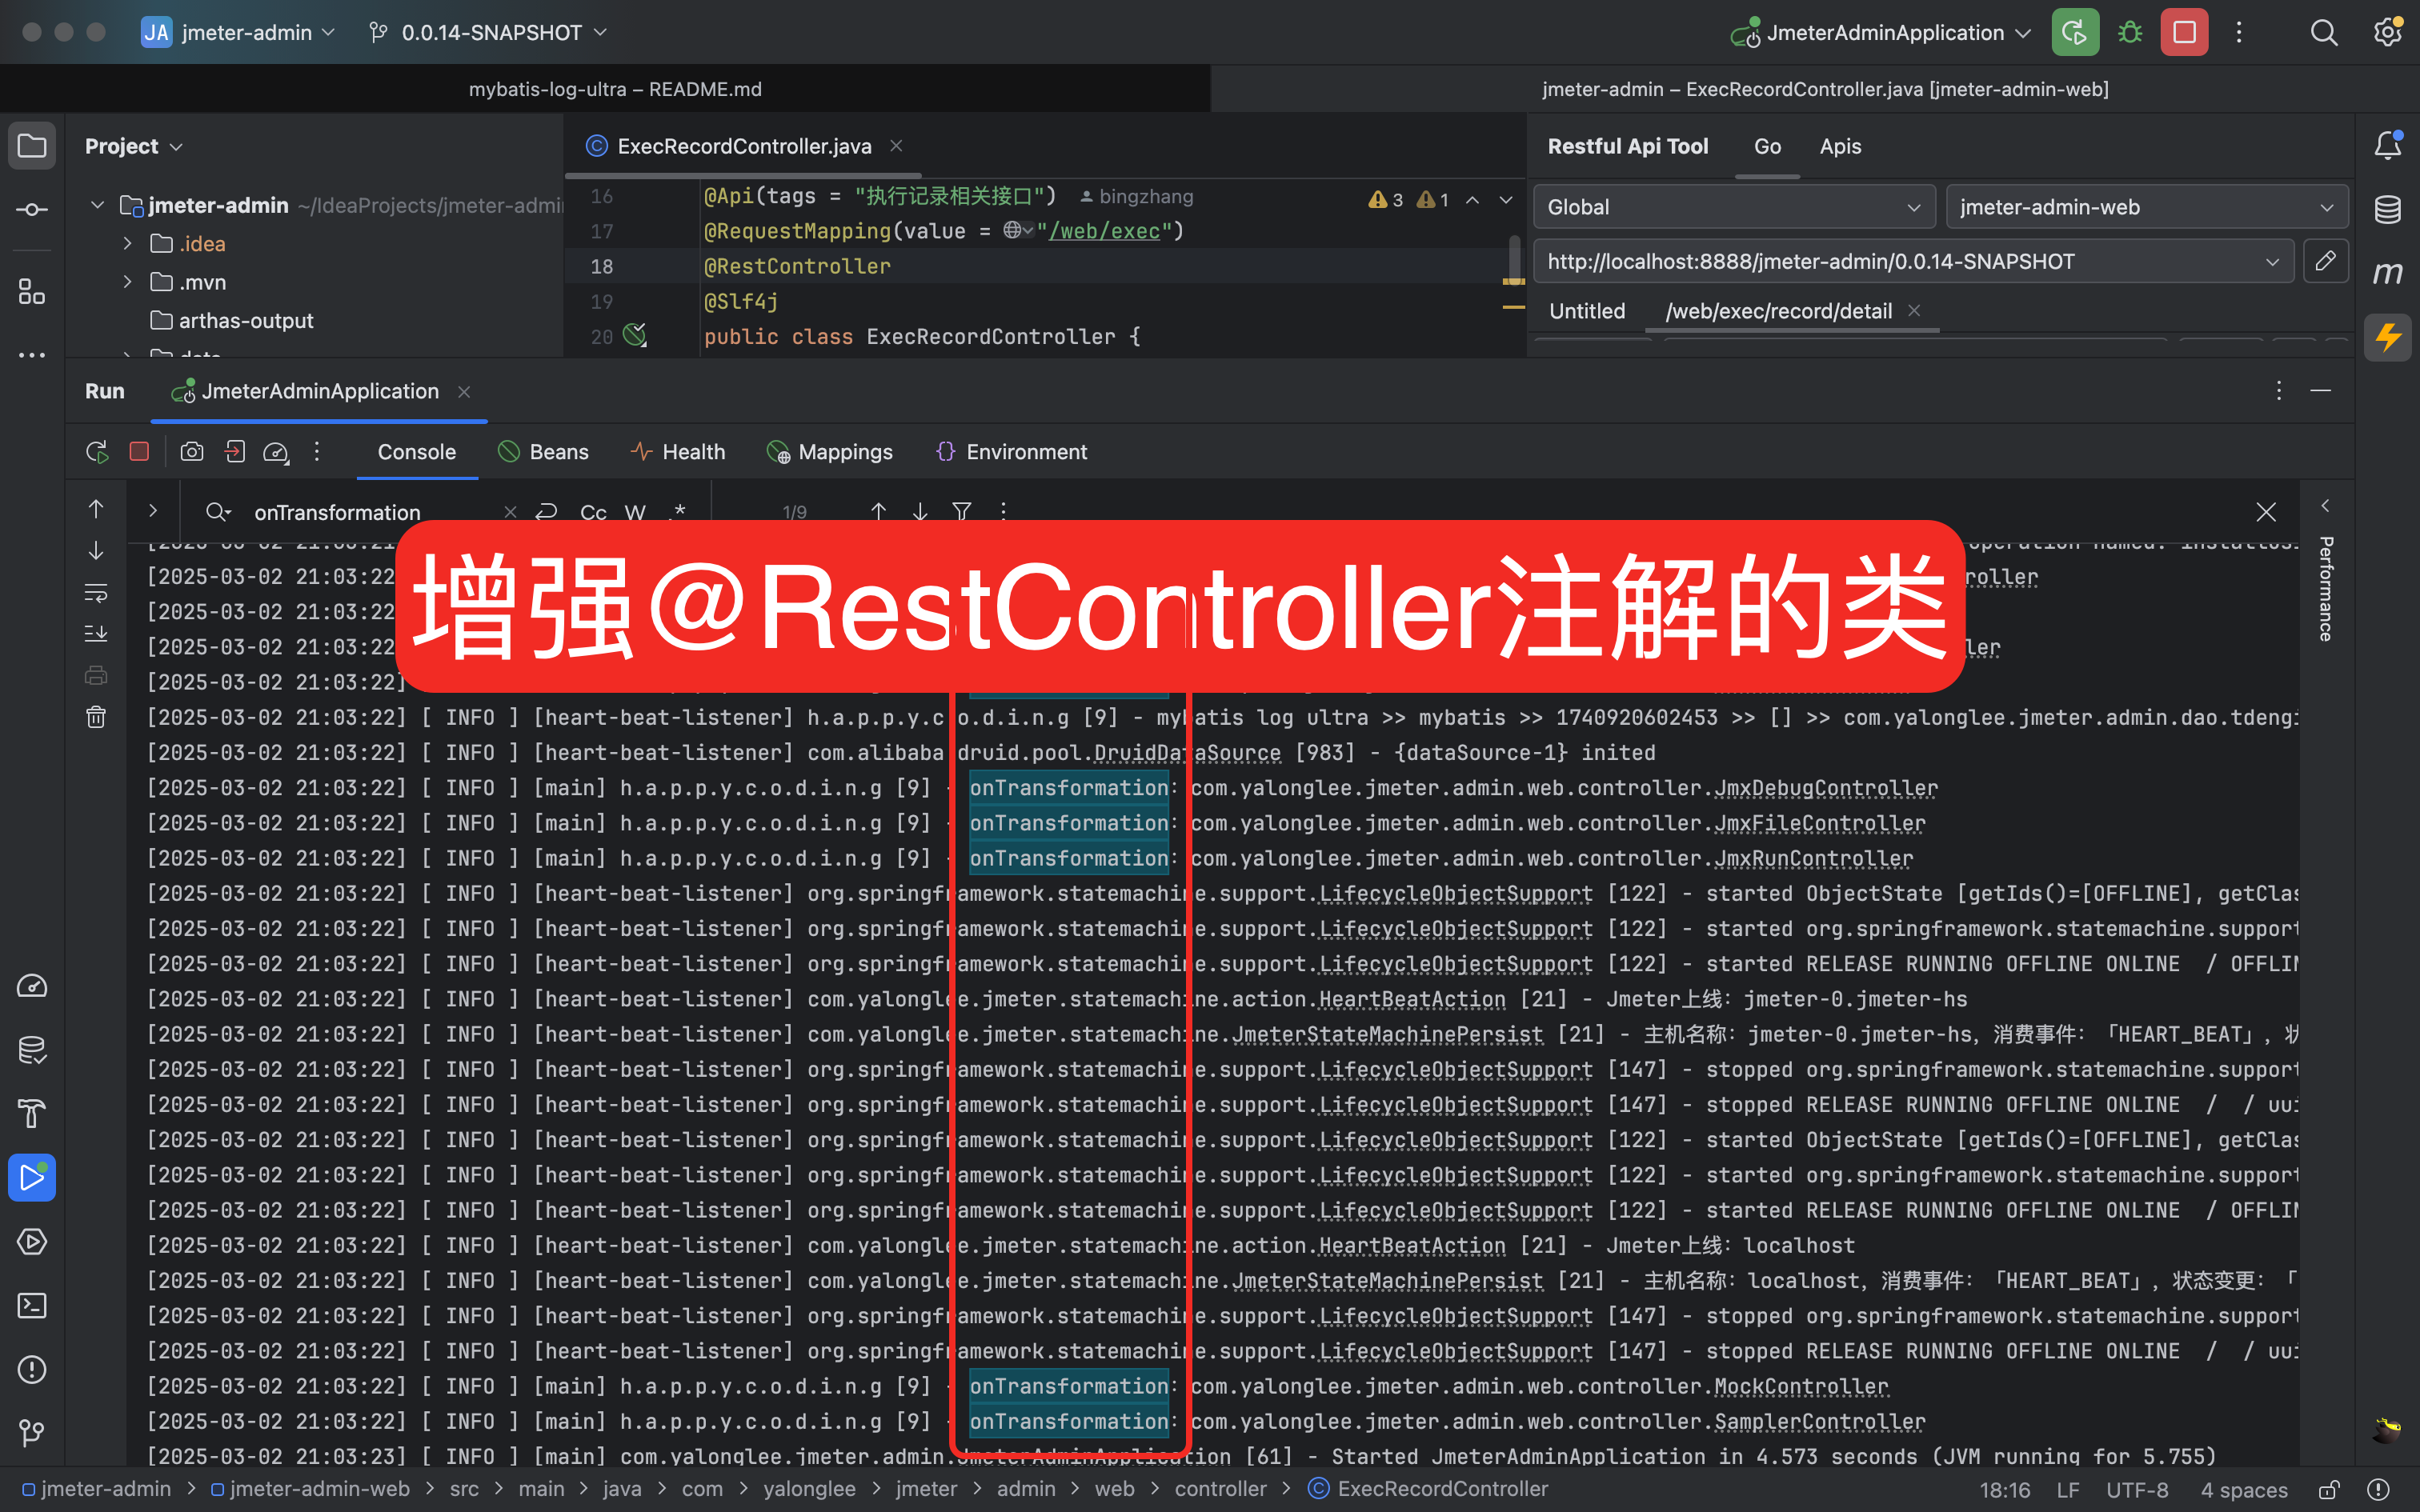 JA jmeter-admin 0.0.14-SNAPSHOT JmeterAdminApplication
mybatis-log-ultra – README.md jmeter-admin – ExecRecordController.java [jmeter-admin-web]
Project
jmeter-admin ~/IdeaProjects/jmeter-admi
.idea
.mvn
arthas-output
data
ExecRecordController.java
16 @Api(tags = "执行记录相关接口") bingzhang
17 @RequestMapping(value = "/web/exec")
18 @RestController
19 @Slf4j
20 public class ExecRecordController {
3 1
Restful Api Tool Go Apis
Global jmeter-admin-web
http://localhost:8888/jmeter-admin/0.0.14-SNAPSHOT
Untitled /web/exec/record/detail
Run JmeterAdminApplication
Console Beans Health Mappings Environment
onTransformation Cc W .* 1/9
Performance
增强@RestController注解的类
[2025-03-02 21:03:22
[2025-03-02 21:03:22
[2025-03-02 21:03:22
[2025-03-02 21:03:22]
[2025-03-02 21:03:22] [ INFO ] [heart-beat-listener] h.a.p.p.y.c.o.d.i.n.g [9] - mybatis log ultra >> mybatis >> 1740920602453 >> [] >> com.yalonglee.jmeter.admin.dao.tdengi
[2025-03-02 21:03:22] [ INFO ] [heart-beat-listener] com.alibaba.druid.pool.DruidDataSource [983] - {dataSource-1} inited
[2025-03-02 21:03:22] [ INFO ] [main] h.a.p.p.y.c.o.d.i.n.g [9] - onTransformation: com.yalonglee.jmeter.admin.web.controller.JmxDebugController
[2025-03-02 21:03:22] [ INFO ] [main] h.a.p.p.y.c.o.d.i.n.g [9] - onTransformation: com.yalonglee.jmeter.admin.web.controller.JmxFileController
[2025-03-02 21:03:22] [ INFO ] [main] h.a.p.p.y.c.o.d.i.n.g [9] - onTransformation: com.yalonglee.jmeter.admin.web.controller.JmxRunController
[2025-03-02 21:03:22] [ INFO ] [heart-beat-listener] org.springframework.statemachine.support.LifecycleObjectSupport [122] - started ObjectState [getIds()=[OFFLINE], getClas
[2025-03-02 21:03:22] [ INFO ] [heart-beat-listener] org.springframework.statemachine.support.LifecycleObjectSupport [122] - started org.springframework.statemachine.support
[2025-03-02 21:03:22] [ INFO ] [heart-beat-listener] org.springframework.statemachine.support.LifecycleObjectSupport [122] - started RELEASE RUNNING OFFLINE ONLINE / OFFLIN
[2025-03-02 21:03:22] [ INFO ] [heart-beat-listener] com.yalonglee.jmeter.statemachine.action.HeartBeatAction [21] - Jmeter上线: jmeter-0.jmeter-hs
[2025-03-02 21:03:22] [ INFO ] [heart-beat-listener] com.yalonglee.jmeter.statemachine.JmeterStateMachinePersist [21] - 主机名称: jmeter-0.jmeter-hs, 消费事件: 「HEART_BEAT」, 状
[2025-03-02 21:03:22] [ INFO ] [heart-beat-listener] org.springframework.statemachine.support.LifecycleObjectSupport [147] - stopped org.springframework.statemachine.support
[2025-03-02 21:03:22] [ INFO ] [heart-beat-listener] org.springframework.statemachine.support.LifecycleObjectSupport [147] - stopped RELEASE RUNNING OFFLINE ONLINE / / uui
[2025-03-02 21:03:22] [ INFO ] [heart-beat-listener] org.springframework.statemachine.support.LifecycleObjectSupport [122] - started ObjectState [getIds()=[OFFLINE], getClas
[2025-03-02 21:03:22] [ INFO ] [heart-beat-listener] org.springframework.statemachine.support.LifecycleObjectSupport [122] - started org.springframework.statemachine.support
[2025-03-02 21:03:22] [ INFO ] [heart-beat-listener] org.springframework.statemachine.support.LifecycleObjectSupport [122] - started RELEASE RUNNING OFFLINE ONLINE / OFFLIN
[2025-03-02 21:03:22] [ INFO ] [heart-beat-listener] com.yalonglee.jmeter.statemachine.action.HeartBeatAction [21] - Jmeter上线: localhost
[2025-03-02 21:03:22] [ INFO ] [heart-beat-listener] com.yalonglee.jmeter.statemachine.JmeterStateMachinePersist [21] - 主机名称: localhost, 消费事件: 「HEART_BEAT」, 状态变更: 「
[2025-03-02 21:03:22] [ INFO ] [heart-beat-listener] org.springframework.statemachine.support.LifecycleObjectSupport [147] - stopped org.springframework.statemachine.support
[2025-03-02 21:03:22] [ INFO ] [heart-beat-listener] org.springframework.statemachine.support.LifecycleObjectSupport [147] - stopped RELEASE RUNNING OFFLINE ONLINE / / uui
[2025-03-02 21:03:22] [ INFO ] [main] h.a.p.p.y.c.o.d.i.n.g [9] - onTransformation: com.yalonglee.jmeter.admin.web.controller.MockController
[2025-03-02 21:03:22] [ INFO ] [main] h.a.p.p.y.c.o.d.i.n.g [9] - onTransformation: com.yalonglee.jmeter.admin.web.controller.SamplerController
[2025-03-02 21:03:23] [ INFO ] [main] com.yalonglee.jmeter.admin.JmeterAdminApplication [61] - Started JmeterAdminApplication in 4.573 seconds (JVM running for 5.755)
jmeter-admin > jmeter-admin-web > src > main > java > com > yalonglee > jmeter > admin > web > controller > ExecRecordController 18:16 LF UTF-8 4 spaces